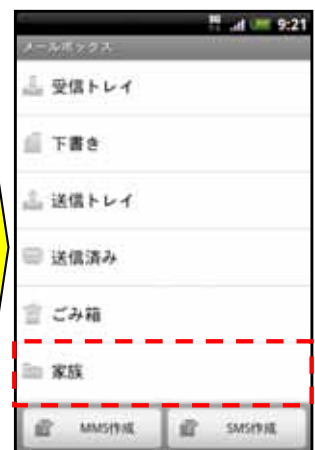 9:21
メールボックス
受信トレイ
下書き
送信トレイ
送信済み
ごみ箱
家族
MMS作成 SMS作成